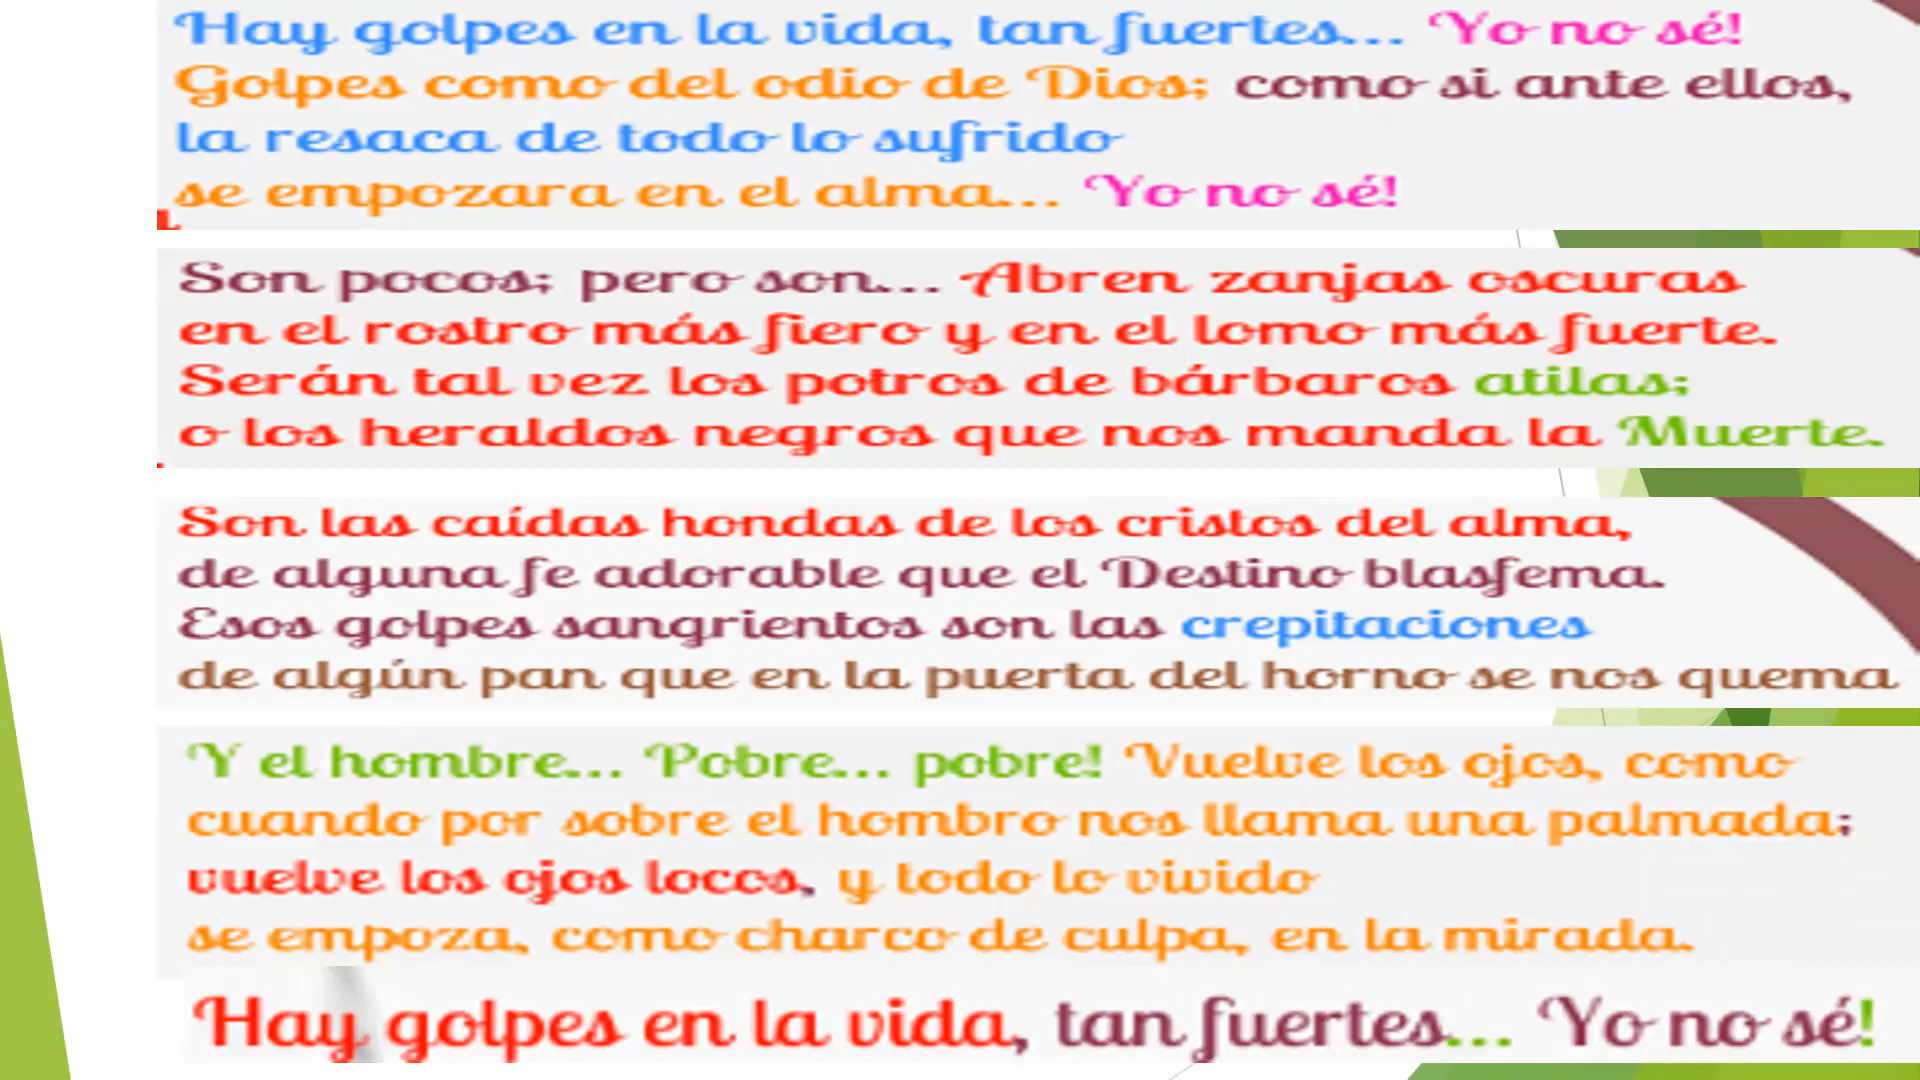 Hay golpes en la vida, tan fuertes... Yo no sé!
Golpes como del odio de Dios; como si ante ellos,
la resaca de todo lo sufrido
se empozara en el alma... Yo no sé!
Son pocos; pero son... Abren zanjas oscuras
en el rostro más fiero y en el lomo más fuerte.
Serán tal vez los potros de bárbaros atilas;
o los heraldos negros que nos manda la Muerte.
Son las caídas hondas de los cristos del alma,
de alguna fe adorable que el Destino blasfema.
Esos golpes sangrientos son las crepitaciones
de algún pan que en la puerta del horno se nos quema
Y el hombre... Pobre... pobre! Vuelve los ojos, como
cuando por sobre el hombro nos llama una palmada;
vuelve los ojos locos, y todo lo vivido
se empoza, como charco de culpa, en la mirada.
Hay golpes en la vida, tan fuertes... Yo no sé!